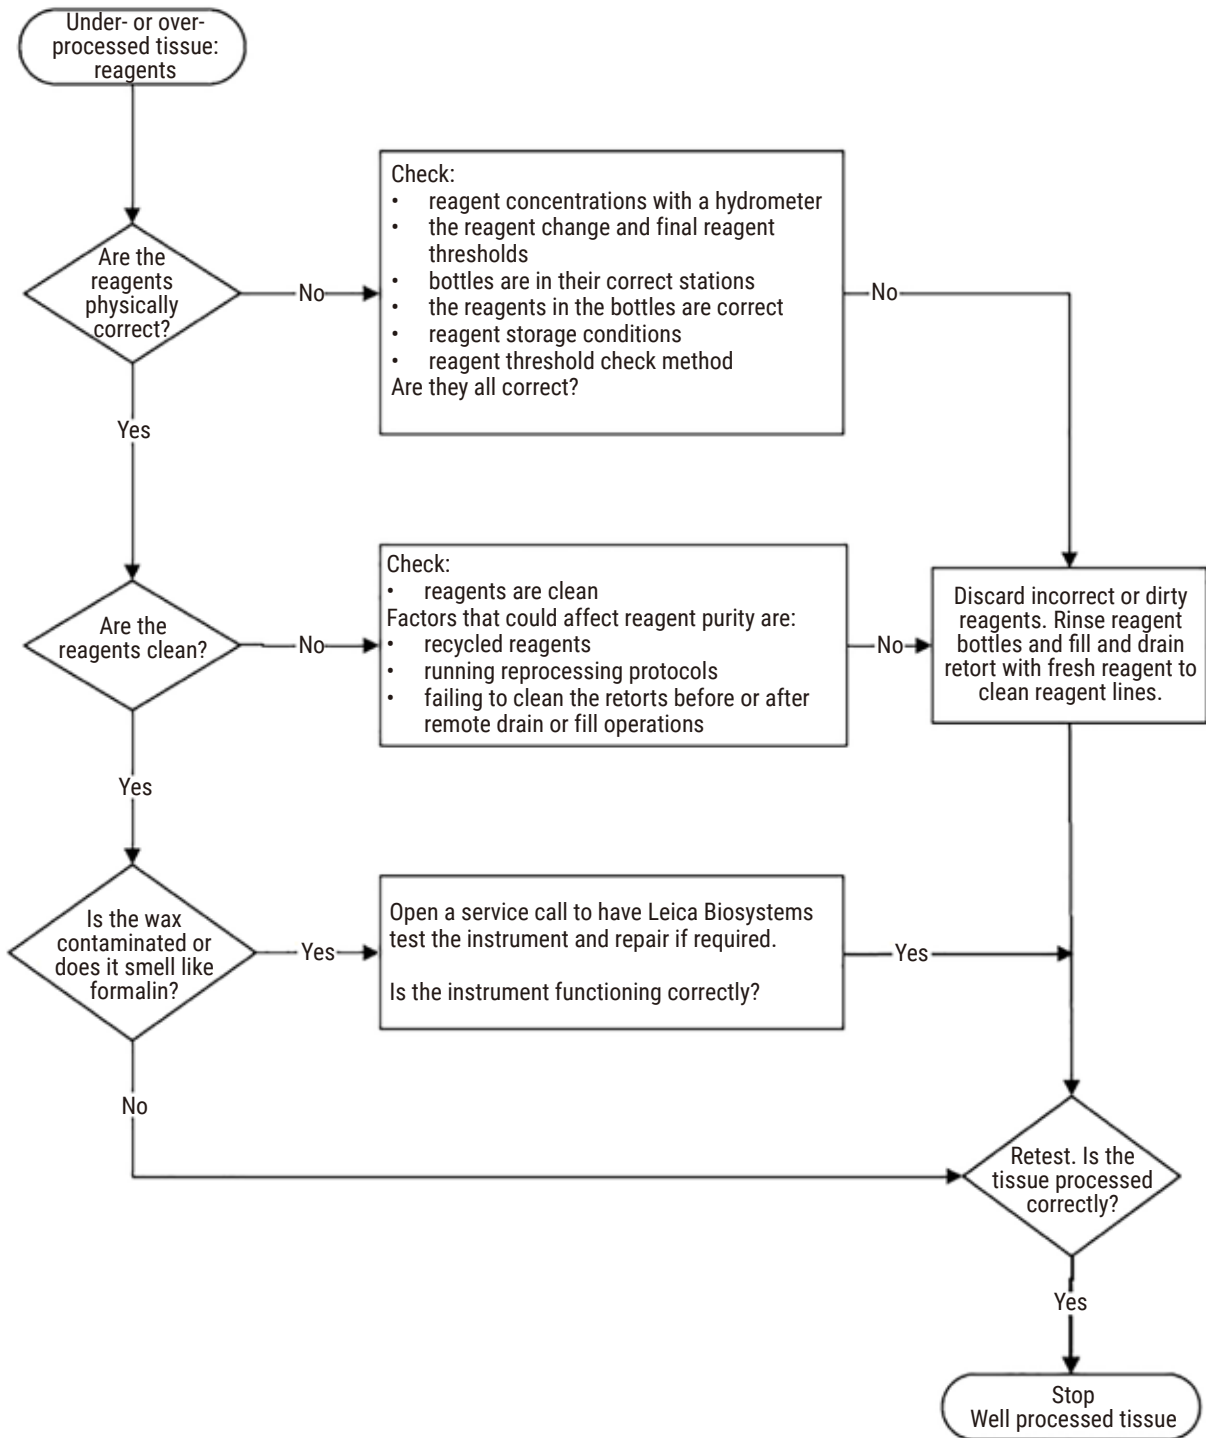 Under- or over-
processed tissue:
reagents
Check:
• reagent concentrations with a hydrometer
• the reagent change and final reagent
thresholds
• bottles are in their correct stations
• the reagents in the bottles are correct
• reagent storage conditions
• reagent threshold check method
Are they all correct?
Are the
reagents
physically
correct?
No
No
Yes
Check:
• reagents are clean
Factors that could affect reagent purity are:
• recycled reagents
• running reprocessing protocols
• failing to clean the retorts before or after
remote drain or fill operations
Are the
reagents clean?
No
No
Discard incorrect or dirty
reagents. Rinse reagent
bottles and fill and drain
retort with fresh reagent to
clean reagent lines.
Yes
Is the wax
contaminated or
does it smell like
formalin?
Yes
Open a service call to have Leica Biosystems
test the instrument and repair if required.
Is the instrument functioning correctly?
Yes
No
Retest. Is the
tissue processed
correctly?
Yes
Stop
Well processed tissue